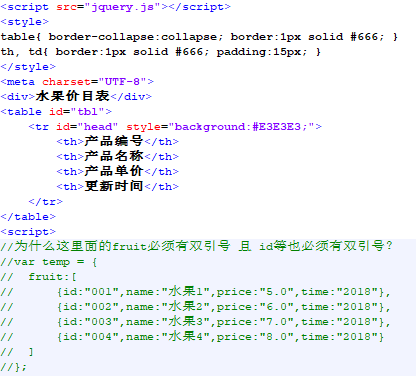 <script src="jquery.js"></script>
<style>
table{ border-collapse:collapse; border:1px solid #666; }
th, td{ border:1px solid #666; padding:15px; }
</style>
<meta charset="UTF-8">
<div>水果价目表</div>
<table id="tbl">
<tr id="head" style="background:#E3E3E3;">
<th>产品编号</th>
<th>产品名称</th>
<th>产品单价</th>
<th>更新时间</th>
</tr>
</table>
<script>
//为什么这里面的fruit必须有双引号 且 id等也必须有双引号?
//var temp = {
// fruit:[
// {id:"001",name:"水果1",price:"5.0",time:"2018"},
// {id:"002",name:"水果2",price:"6.0",time:"2018"},
// {id:"003",name:"水果3",price:"7.0",time:"2018"},
// {id:"004",name:"水果4",price:"8.0",time:"2018"}
// ]
//};